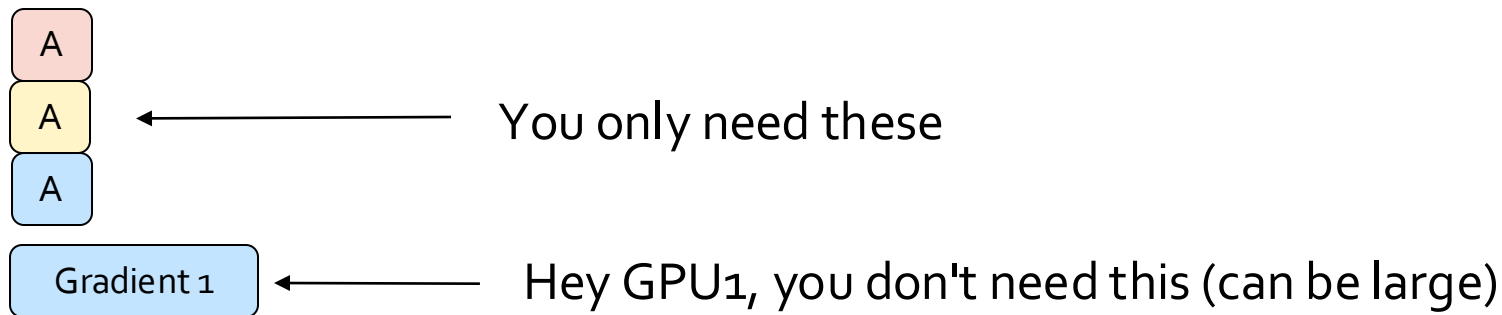 A
A
You only need these
A
Gradient 1
Hey GPU1, you don't need this (can be large)